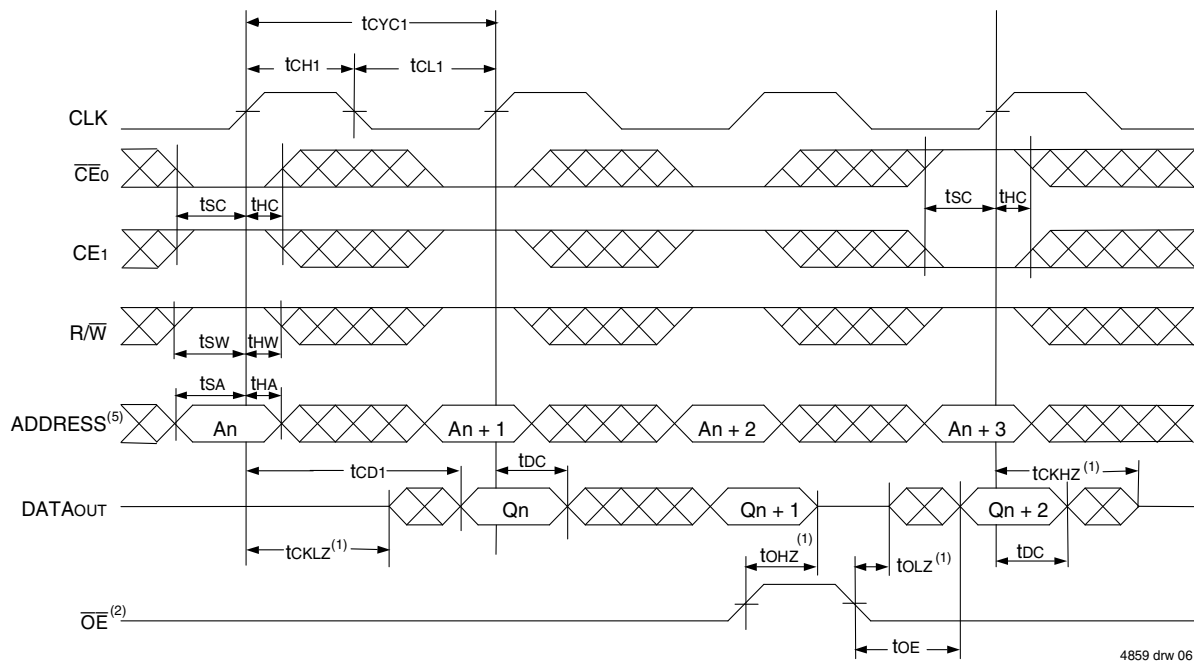 tCYC1
tCH1 tCL1
CLK
CE0
tSC tHC tSC tHC
CE1
R/W
tSW tHW
tSA tHA
ADDRESS(5) An An + 1 An + 2 An + 3
tCD1 tDC tCKHZ(1)
DATAOUT Qn Qn + 1 Qn + 2
tCKLZ(1) tOHZ(1) tOLZ(1) tDC
OE(2)
tOE
4859 drw 06